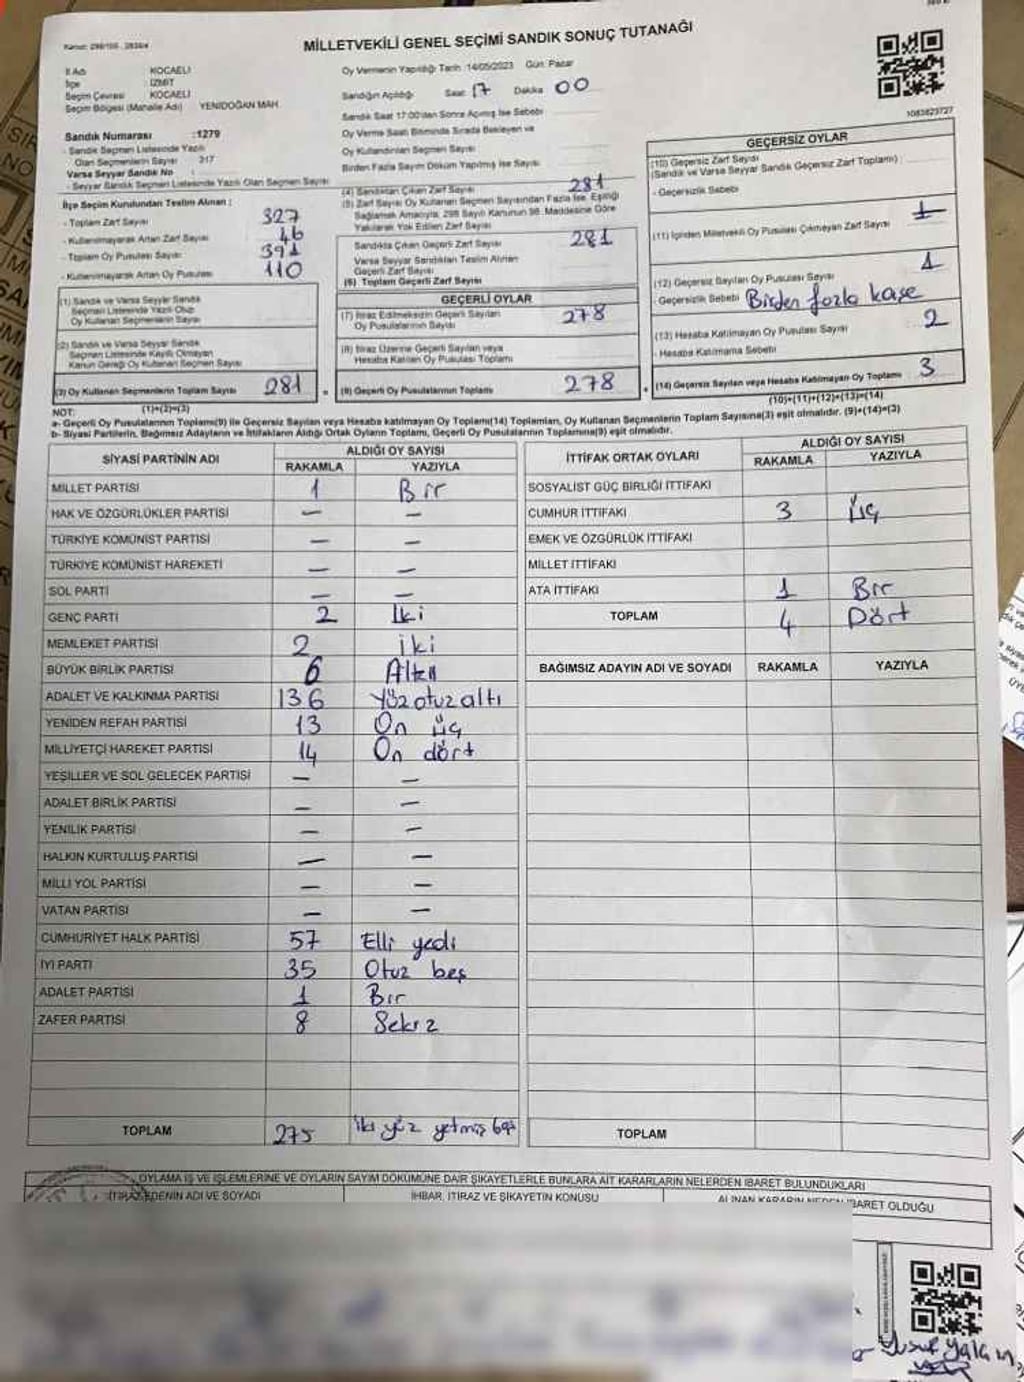 Kanun: 298/105 - 2839/4
MİLLETVEKİLİ GENEL SEÇİMİ SANDIK SONUÇ TUTANAĞI
İl Adı : KOCAELİ
İlçe : İZMİT
Seçim Çevresi : KOCAELİ
Seçim Bölgesi (Mahalle Adı) YENİDOĞAN MAH.
Sandık Numarası :1279
- Sandık Seçmen Listesinde Yazılı
Olan Seçmenlerin Sayısı 317
Varsa Seyyar Sandık No :
- Seyyar Sandık Seçmen Listesinde Yazılı Olan Seçmen Sayısı
İlçe Seçim Kurulundan Teslim Alınan :
- Toplam Zarf Sayısı 327
- Kullanılmayarak Artan Zarf Sayısı 46
- Toplam Oy Pusulası Sayısı 391
- Kullanılmayarak Artan Oy Pusulası 110
(1) Sandık ve Varsa Seyyar Sandık
Seçmen Listesinde Yazılı Olup
Oy Kullanan Seçmenlerin Sayısı
(2) Sandık ve Varsa Seyyar Sandık
Seçmen Listesinde Kayıtlı Olmayan
Kanun Gereği Oy Kullanan Seçmen Sayısı
(3) Oy Kullanan Seçmenlerin Toplam Sayısı 281
(1)+(2)=(3)
Oy Vermenin Yapıldığı Tarih :14/05/2023 Gün: Pazar
Sandığın Açıldığı Saat 17 Dakika 00
Sandık Saat 17:00'den Sonra Açılmış İse Sebebi
Oy Verme Saati Bitiminde Sırada Bekleyen ve
Oy Kullandırılan Seçmen Sayısı
Birden Fazla Sayım Döküm Yapılmış İse Sayısı
(4) Sandıktan Çıkan Zarf Sayısı 281
(5) Zarf Sayısı Oy Kullanan Seçmen Sayısından Fazla İse, Eşitliği
Sağlamak Amacıyla, 298 Sayılı Kanunun 98. Maddesine Göre
Yakılarak Yok Edilen Zarf Sayısı
Sandıkta Çıkan Geçerli Zarf Sayısı 281
Varsa Seyyar Sandıktan Teslim Alınan
Geçerli Zarf Sayısı
(6) Toplam Geçerli Zarf Sayısı
GEÇERLİ OYLAR
(7) İtiraz Edilmeksizin Geçerli Sayılan
Oy Pusulalarının Sayısı 278
(8) İtiraz Üzerine Geçerli Sayılan veya
Hesaba Katılan Oy Pusulası Toplamı
(9) Geçerli Oy Pusulalarının Toplamı 278
1083823727
GEÇERSİZ OYLAR
(10) Geçersiz Zarf Sayısı
(Sandık ve Varsa Seyyar Sandık Geçersiz Zarf Toplamı)
- Geçersizlik Sebebi
(11) İçinden Milletvekili Oy Pusulası Çıkmayan Zarf Sayısı
(12) Geçersiz Sayılan Oy Pusulası Sayısı 1
- Geçersizlik Sebebi Birden fazla kaşe
(13) Hesaba Katılmayan Oy Pusulası Sayısı 2
- Hesaba Katılmama Sebebi
(14) Geçersiz Sayılan veya Hesaba Katılmayan Oy Toplamı 3
(10)+(11)+(12)+(13)=(14)
NOT:
a- Geçerli Oy Pusulalarının Toplamı(9) ile Geçersiz Sayılan veya Hesaba katılmayan Oy Toplamı(14) Toplamları, Oy Kullanan Seçmenlerin Toplam Sayısına(3) eşit olmalıdır. (9)+(14)=(3)
b- Siyasi Partilerin, Bağımsız Adayların ve İttifakların Aldığı Ortak Oyların Toplamı, Geçerli Oy Pusulalarının Toplamına(9) eşit olmalıdır.
SİYASİ PARTİNİN ADI ALDIĞI OY SAYISI
RAKAMLA YAZIYLA
MİLLET PARTİSİ 1 Bir
HAK VE ÖZGÜRLÜKLER PARTİSİ — —
TÜRKİYE KOMÜNİST PARTİSİ — —
TÜRKİYE KOMÜNİST HAREKETİ — —
SOL PARTİ — —
GENÇ PARTİ 2 İki
MEMLEKET PARTİSİ 2 iki
BÜYÜK BİRLİK PARTİSİ 6 Altı
ADALET VE KALKINMA PARTİSİ 136 Yüzotuzaltı
YENİDEN REFAH PARTİSİ 13 On üç
MİLLİYETÇİ HAREKET PARTİSİ 14 On dört
YEŞİLLER VE SOL GELECEK PARTİSİ — —
ADALET BİRLİK PARTİSİ — —
YENİLİK PARTİSİ — —
HALKIN KURTULUŞ PARTİSİ — —
MİLLİ YOL PARTİSİ — —
VATAN PARTİSİ — —
CUMHURİYET HALK PARTİSİ 57 Elli yedi
İYİ PARTİ 35 Otuz beş
ADALET PARTİSİ 1 Bir
ZAFER PARTİSİ 8 Sekiz
TOPLAM 275 iki yüz yetmiş beş
İTTİFAK ORTAK OYLARI ALDIĞI OY SAYISI
RAKAMLA YAZIYLA
SOSYALİST GÜÇ BİRLİĞİ İTTİFAKI
CUMHUR İTTİFAKI 3 üç
EMEK VE ÖZGÜRLÜK İTTİFAKI
MİLLET İTTİFAKI
ATA İTTİFAKI 1 Bir
TOPLAM 4 Dört
BAĞIMSIZ ADAYIN ADI VE SOYADI RAKAMLA YAZIYLA
TOPLAM
OYLAMA İŞ VE İŞLEMLERİNE VE OYLARIN SAYIM DÖKÜMÜNE DAİR ŞİKAYETLERLE BUNLARA AİT KARARLARIN NELERDEN İBARET BULUNDUKLARI
İTİRAZ EDENİN ADI VE SOYADI İHBAR, İTİRAZ VE ŞİKAYETİN KONUSU ALINAN KARARIN NEDEN İBARET OLDUĞU
Yusuf Yalçın